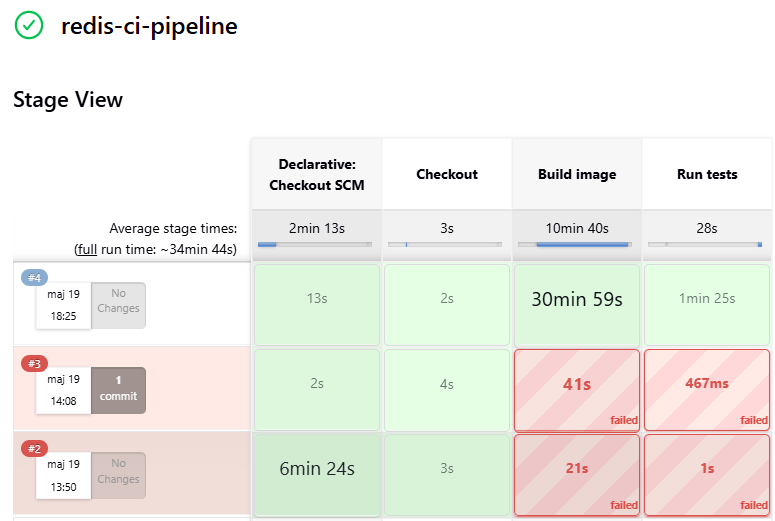 redis-ci-pipeline
Stage View
Declarative:
Checkout SCM
Checkout
Build image
Run tests
Average stage times:
(full run time: ~34min 44s)
2min 13s
3s
10min 40s
28s
#4
maj 19
18:25
No
Changes
13s
2s
30min 59s
1min 25s
#3
maj 19
14:08
1
commit
2s
4s
41s
failed
467ms
failed
#2
maj 19
13:50
No
Changes
6min 24s
3s
21s
failed
1s
failed